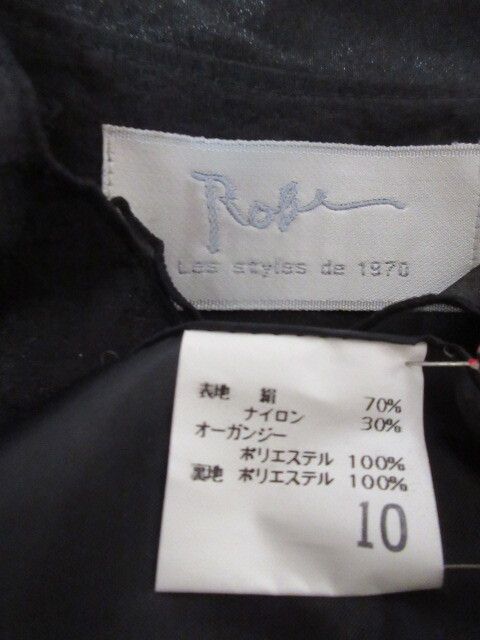 Robe
Les styles de 1970
表地 絹 70%
ナイロン 30%
オーガンジー
ポリエステル 100%
裏地 ポリエステル 100%
10